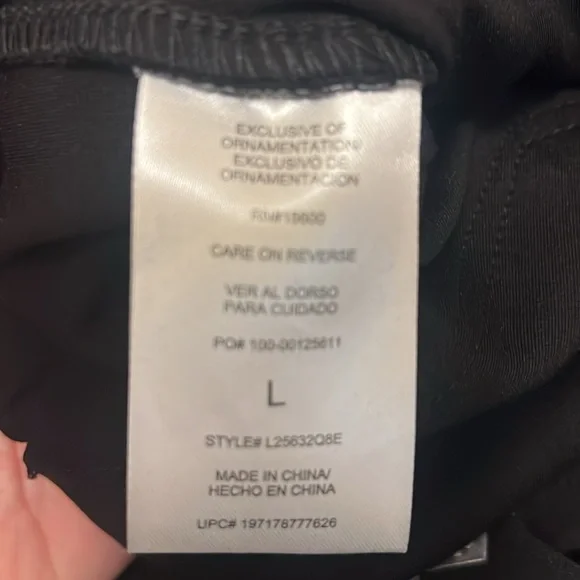 EXCLUSIVE OF
ORNAMENTATION/
EXCLUSIVO DE
ORNAMENTACION
CARE ON REVERSE
VER AL DORSO
PARA CUIDADO
PO# 100-00125611
L
STYLE# L25632Q8E
MADE IN CHINA/
HECHO EN CHINA
UPC# 197178777626